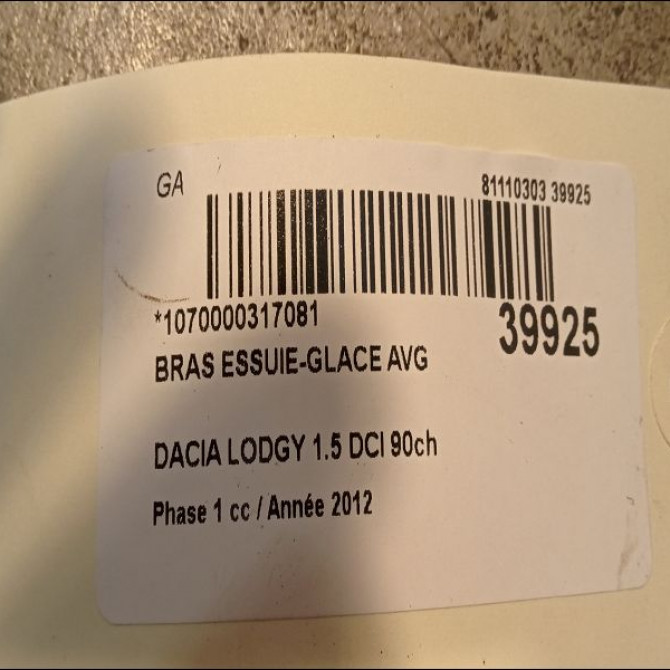 GA 81110303 39925
*1070000317081 39925
BRAS ESSUIE-GLACE AVG
DACIA LODGY 1.5 DCI 90ch
Phase 1 cc / Année 2012